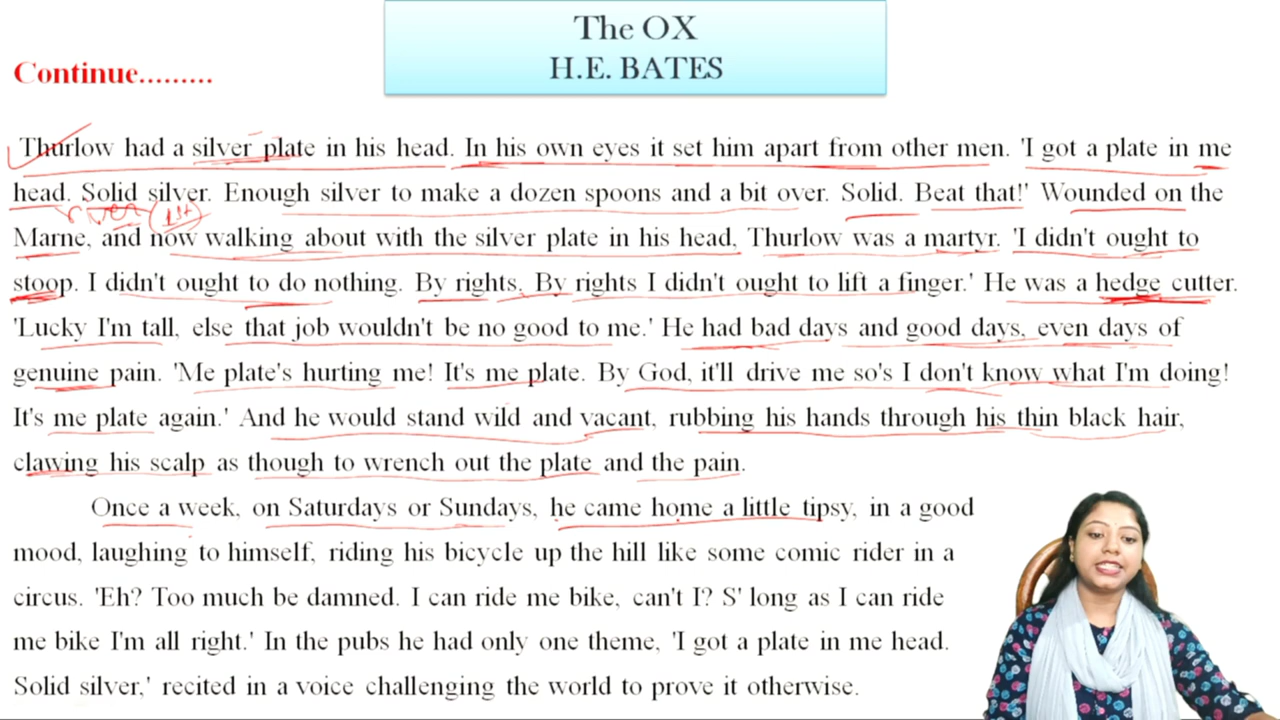 The OX
H.E. BATES
Continue.........
Thurlow had a silver plate in his head. In his own eyes it set him apart from other men. 'I got a plate in me
head. Solid silver. Enough silver to make a dozen spoons and a bit over. Solid. Beat that!' Wounded on the
river (1st)
Marne, and now walking about with the silver plate in his head, Thurlow was a martyr. 'I didn't ought to
stoop. I didn't ought to do nothing. By rights. By rights I didn't ought to lift a finger.' He was a hedge cutter.
'Lucky I'm tall, else that job wouldn't be no good to me.' He had bad days and good days, even days of
genuine pain. 'Me plate's hurting me! It's me plate. By God, it'll drive me so's I don't know what I'm doing!
It's me plate again.' And he would stand wild and vacant, rubbing his hands through his thin black hair,
clawing his scalp as though to wrench out the plate and the pain.
Once a week, on Saturdays or Sundays, he came home a little tipsy, in a good
mood, laughing to himself, riding his bicycle up the hill like some comic rider in a
circus. 'Eh? Too much be damned. I can ride me bike, can't I? S' long as I can ride
me bike I'm all right.' In the pubs he had only one theme, 'I got a plate in me head.
Solid silver,' recited in a voice challenging the world to prove it otherwise.